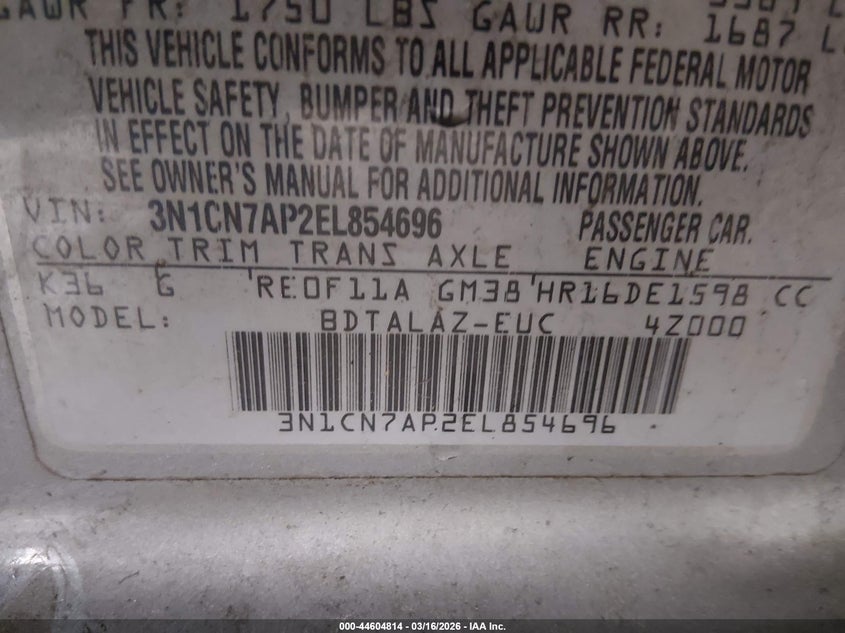 GAWR FR: 1750 LBS GAWR RR: 1687 L
THIS VEHICLE CONFORMS TO ALL APPLICABLE FEDERAL MOTOR
VEHICLE SAFETY, BUMPER AND THEFT PREVENTION STANDARDS
IN EFFECT ON THE DATE OF MANUFACTURE SHOWN ABOVE.
SEE OWNER'S MANUAL FOR ADDITIONAL INFORMATION.
VIN: 3N1CN7AP2EL854696 PASSENGER CAR.
COLOR TRIM TRANS AXLE ENGINE
K36 G RE0F11A GM38 HR16DE1598 CC
MODEL: BDTALAZ-EUC 4Z000
3N1CN7AP2EL854696
000-44604814 - 03/16/2026 - IAA Inc.